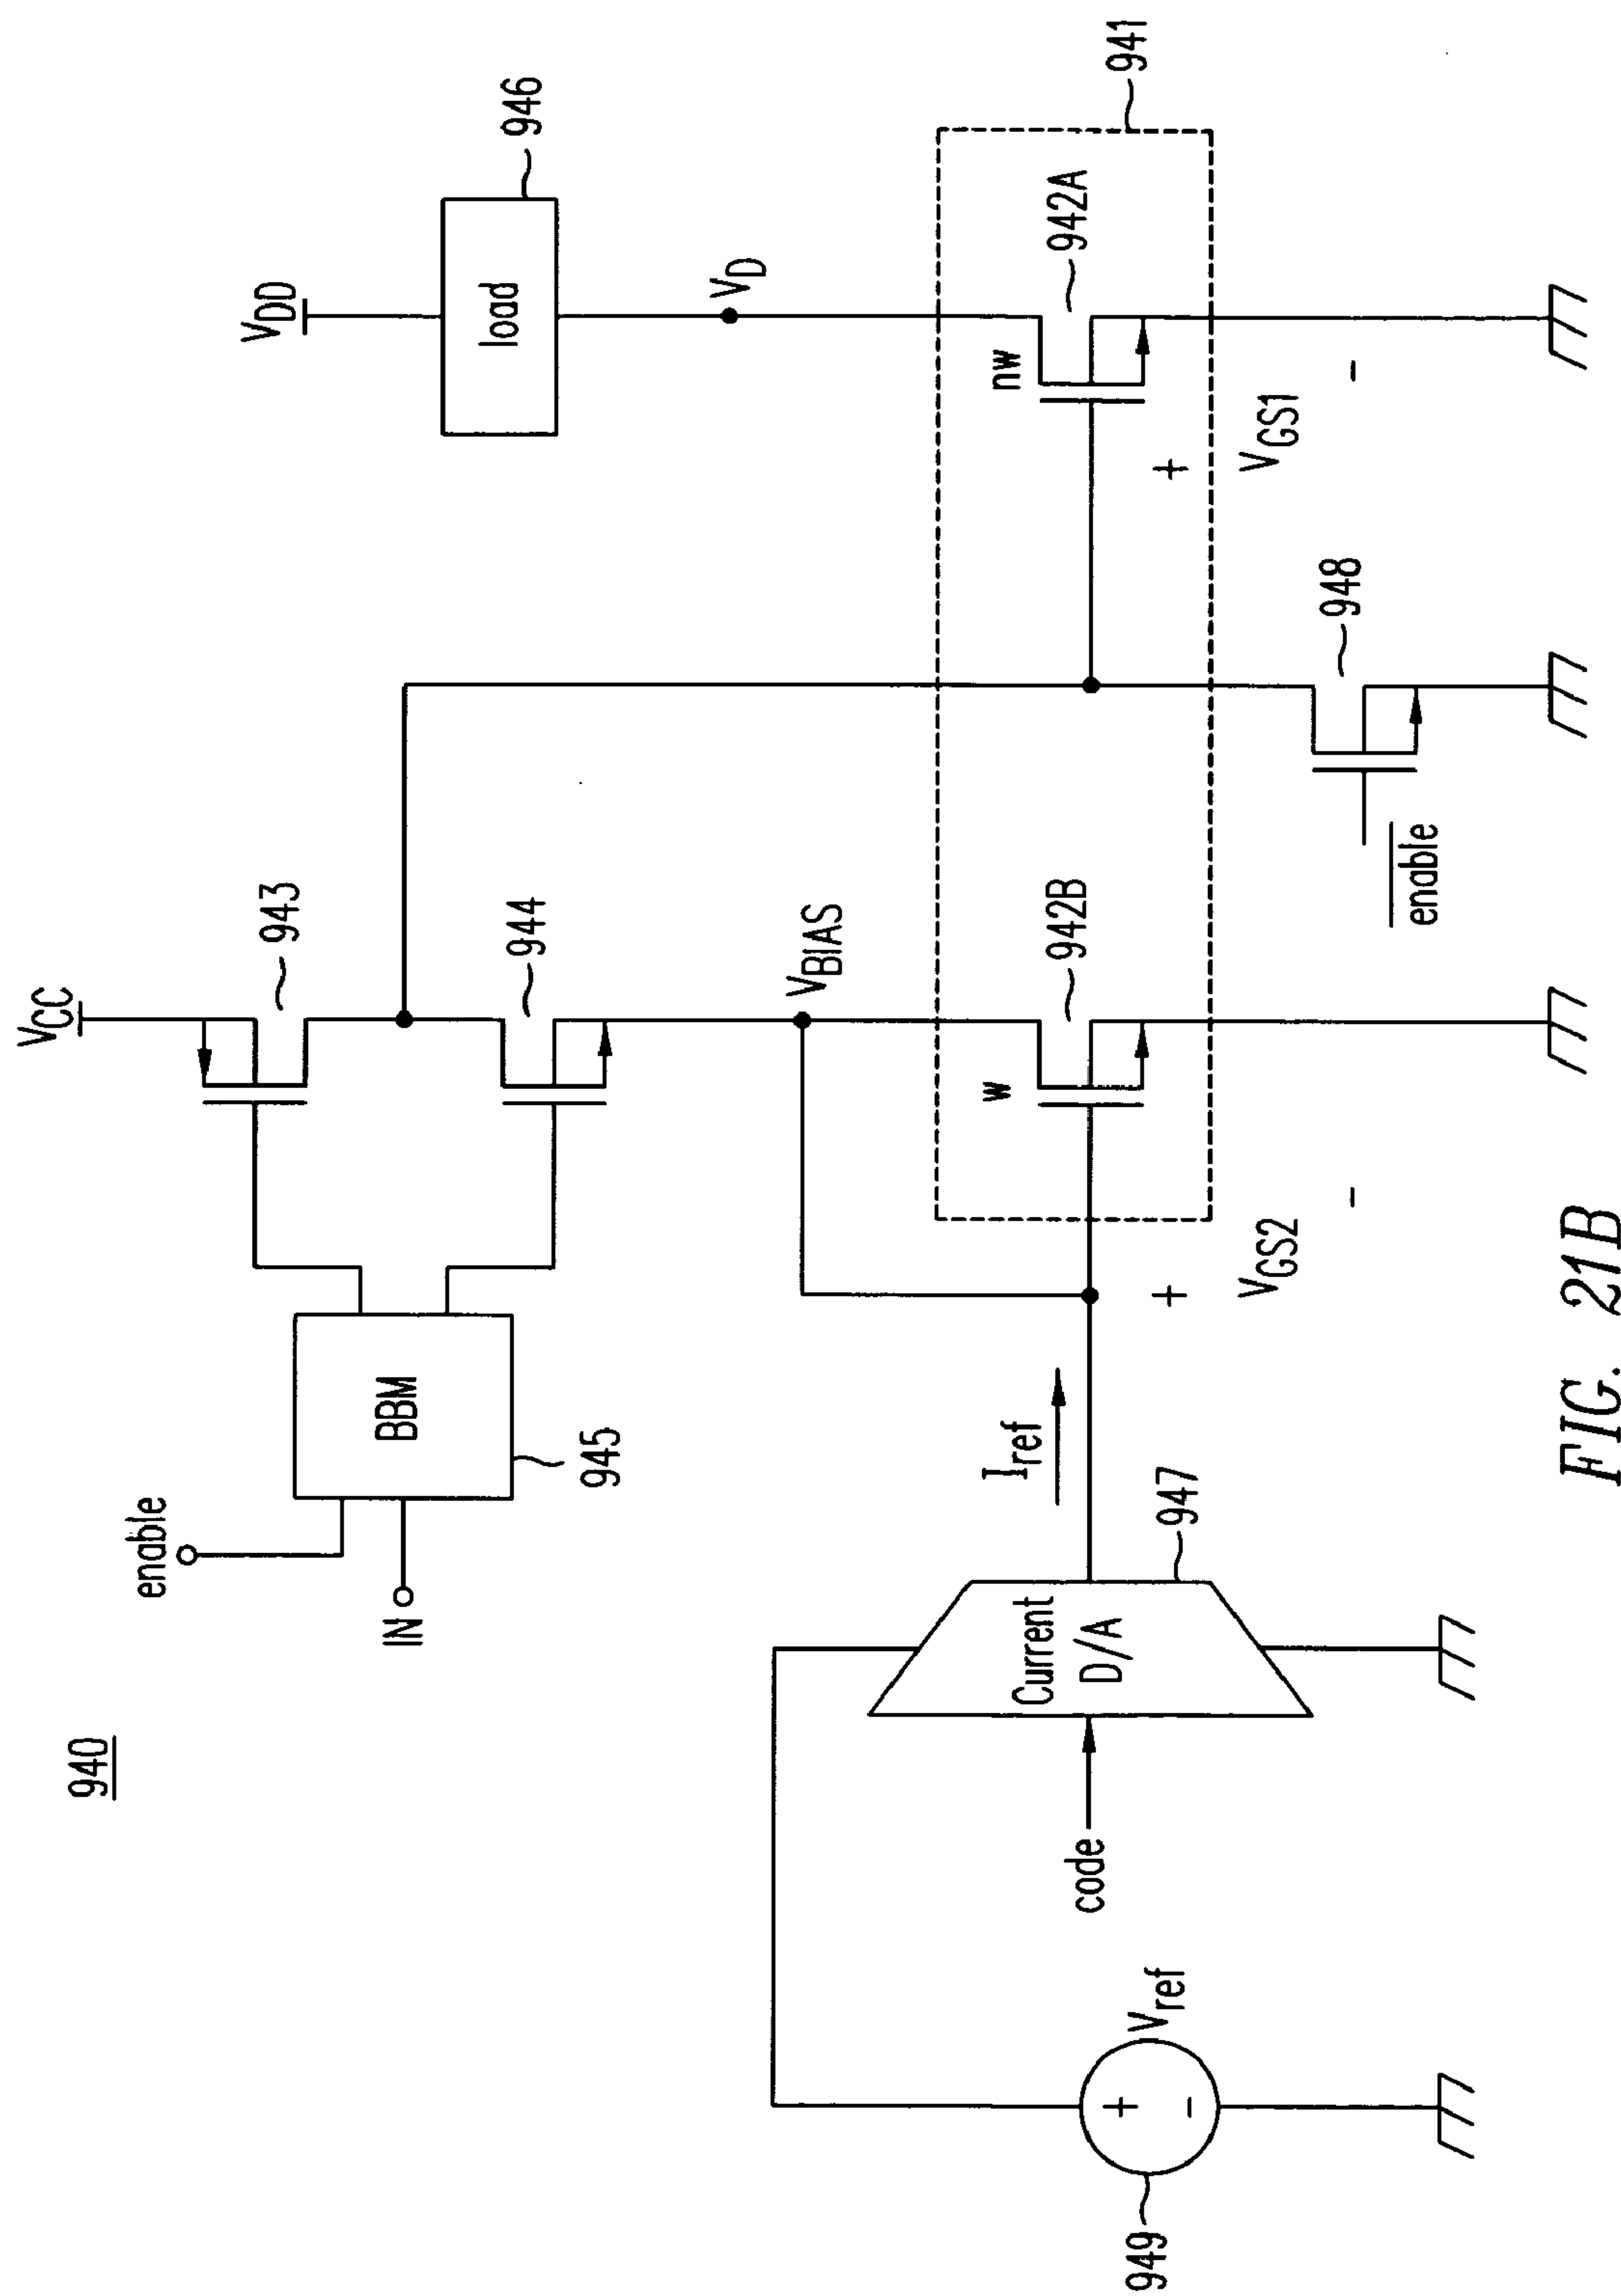 940
enable
IN
BBM
945
V_CC
943
944
V_BIAS
V_DD
load
946
V_D
949
+
-
V_ref
code
Current
D/A
947
I_ref
w
942B
nw
942A
941
+
V_GS2
-
+
V_GS1
-
enable
948
FIG. 21B